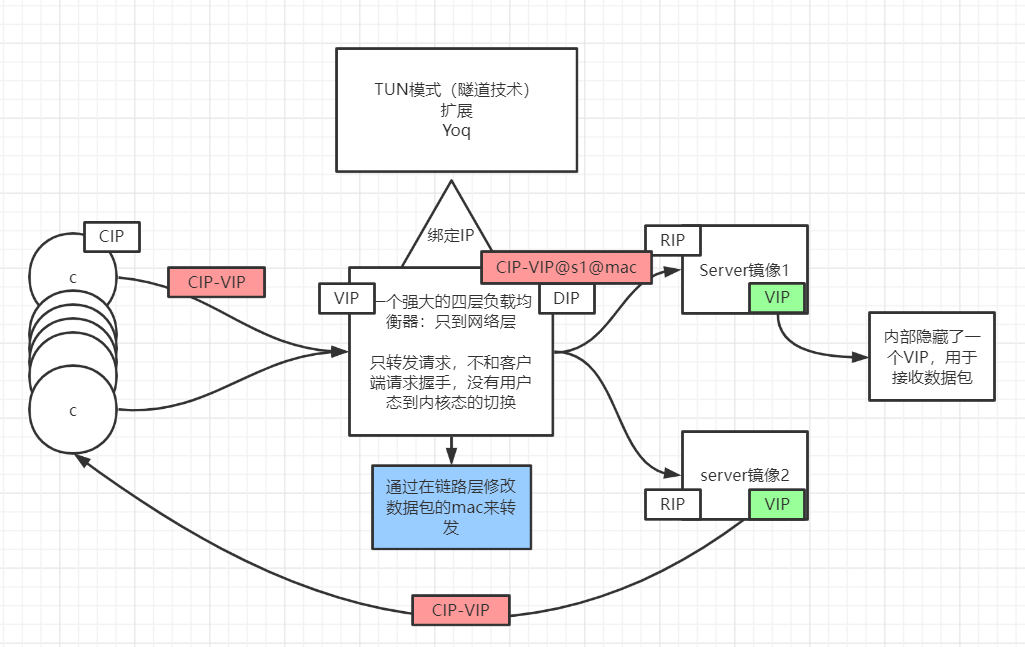 TUN模式（隧道技术）
扩展
Yoq
绑定IP
CIP
c
c
CIP-VIP
VIP
CIP-VIP@s1@mac
DIP
一个强大的四层负载均
衡器：只到网络层
只转发请求，不和客户
端请求握手，没有用户
态到内核态的切换
通过在链路层修改
数据包的mac来转
发
RIP
Server镜像1
VIP
内部隐藏了一
个VIP，用于
接收数据包
server镜像2
RIP
VIP
CIP-VIP